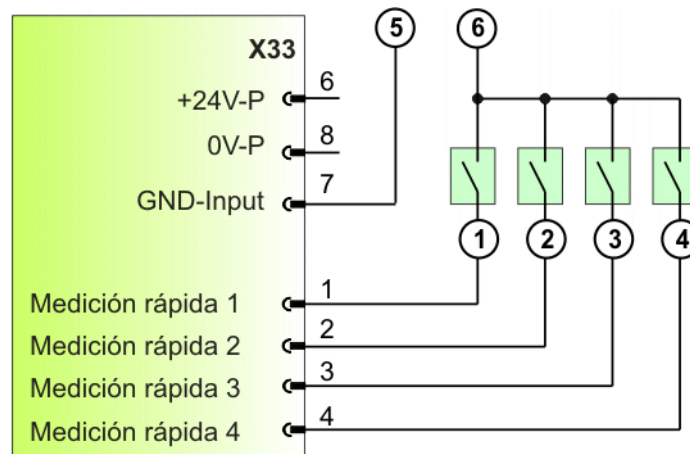 X33
5
6
+24V-P 6
0V-P 8
GND-Input 7
1 2 3 4
Medición rápida 1 1
Medición rápida 2 2
Medición rápida 3 3
Medición rápida 4 4